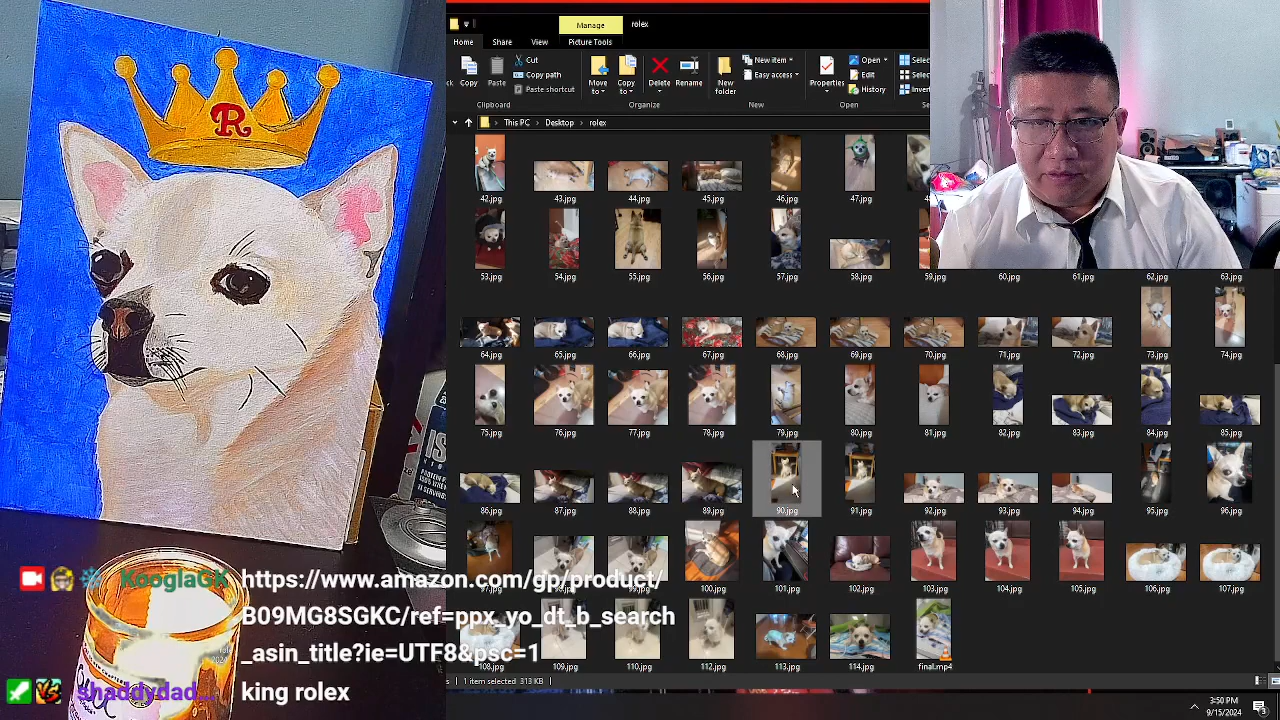 Manage
rolex
Home
Share
View
Picture Tools
Copy
Paste
Cut
Copy path
Paste shortcut
Move to
Copy to
Delete
Rename
New folder
New item
Easy access
Properties
Open
Edit
History
Clipboard
Organize
New
Open
This PC > Desktop > rolex
42.jpg 43.jpg 44.jpg 45.jpg 46.jpg 47.jpg
53.jpg 54.jpg 55.jpg 56.jpg 57.jpg 58.jpg 59.jpg 60.jpg 61.jpg 62.jpg 63.jpg
64.jpg 65.jpg 66.jpg 67.jpg 68.jpg 69.jpg 70.jpg 71.jpg 72.jpg 73.jpg 74.jpg
75.jpg 76.jpg 77.jpg 78.jpg 79.jpg 80.jpg 81.jpg 82.jpg 83.jpg 84.jpg 85.jpg
86.jpg 87.jpg 88.jpg 89.jpg 90.jpg 91.jpg 92.jpg 93.jpg 94.jpg 95.jpg 96.jpg
100.jpg 101.jpg 102.jpg 103.jpg 104.jpg 105.jpg 106.jpg 107.jpg
110.jpg 112.jpg 113.jpg 114.jpg final.mp4
1 item selected 313 KB
R
KooglaGK https://www.amazon.com/gp/product/
B09MG8SGKC/ref=ppx_yo_dt_b_search
_asin_title?ie=UTF8&psc=1
shaddydad... king rolex
3:50 PM
9/15/2024